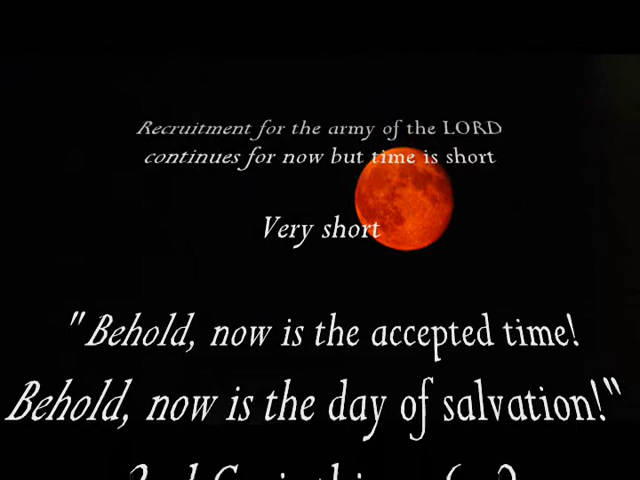 Recruitment for the army of the LORD
continues for now but time is short
Very short
"Behold, now is the accepted time!
Behold, now is the day of salvation!"